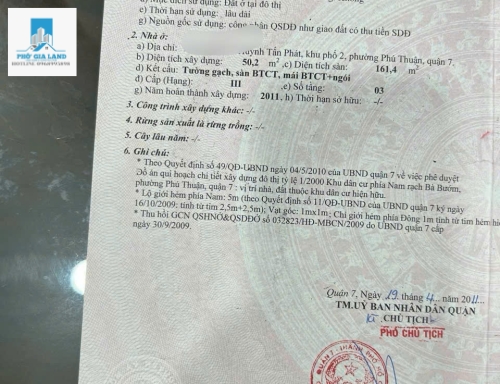 PHỐ GIA LAND
đích sử dụng: Đất ở tại đô thị
e) Thời hạn sử dụng: lâu dài
g) Nguồn gốc sử dụng: công nhận QSDĐ như giao đất có thu tiền SDĐ
2. Nhà ở:
a) Địa chỉ: Huỳnh Tấn Phát, khu phố 2, phường Phú Thuận, quận 7.
b) Diện tích xây dựng: 50,2 m² ,c) Diện tích sàn: 161,4 m²
d) Kết cấu: Tường gạch, sàn BTCT, mái BTCT+ngói
đ) Cấp (Hạng): III ,e) Số tầng: 03
g) Năm hoàn thành xây dựng: 2011, h) Thời hạn sở hữu: -/-
3. Công trình xây dựng khác: -/-
4. Rừng sản xuất là rừng trồng: -/-
5. Cây lâu năm: -/-
6. Ghi chú:
* Theo Quyết định số 49/QĐ-UBND ngày 04/5/2010 của UBND quận 7 về việc phê duyệt
Đồ án qui hoạch chi tiết xây dựng đô thị tỷ lệ 1/2000 Khu dân cư phía Nam rạch Bà Bướm,
phường Phú Thuận, quận 7: vị trí nhà, đất thuộc khu dân cư hiện hữu.
* Lộ giới hẻm phía Nam: 5m (theo Quyết định số 11/QĐ-UBND của UBND quận 7 ký ngày
16/10/2009: tính từ tim 2,5m+2,5m); Vạt góc: 1mx1m; Chỉ giới hẻm phía Đông 1m tính từ tim hẻm hiệ
* Thu hồi GCN QSHNỞ&QSDĐỞ số 032823/HĐ-MBCN/2009 do UBND quận 7 cấp
ngày 30/9/2009.
Quận 7, Ngày 19 tháng 4 năm 2011
TM.UỶ BAN NHÂN DÂN QUẬN
Kt CHỦ TỊCH
PHÓ CHỦ TỊCH